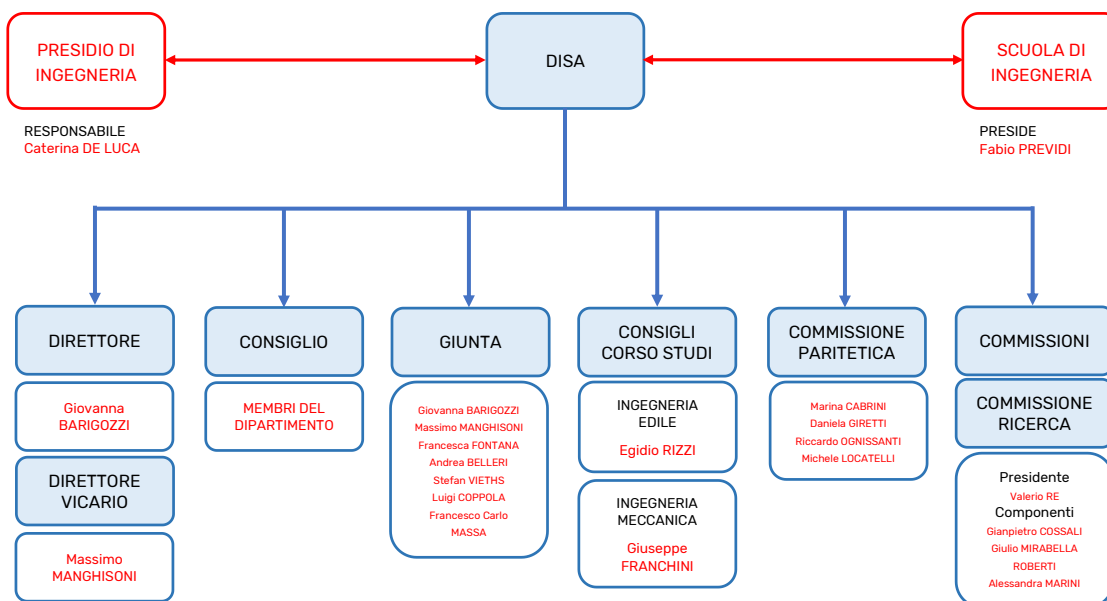 PRESIDIO DI
INGEGNERIA
DISA
SCUOLA DI
INGEGNERIA
RESPONSABILE
Caterina DE LUCA
PRESIDE
Fabio PREVIDI
DIRETTORE
Giovanna
BARIGOZZI
DIRETTORE
VICARIO
Massimo
MANGHISONI
CONSIGLIO
MEMBRI DEL
DIPARTIMENTO
GIUNTA
Giovanna BARIGOZZI
Massimo MANGHISONI
Francesca FONTANA
Andrea BELLERI
Stefan VIETHS
Luigi COPPOLA
Francesco Carlo
MASSA
CONSIGLI
CORSO STUDI
INGEGNERIA
EDILE
Egidio RIZZI
INGEGNERIA
MECCANICA
Giuseppe
FRANCHINI
COMMISSIONE
PARITETICA
Marina CABRINI
Daniela GIRETTI
Riccardo OGNISSANTI
Michele LOCATELLI
COMMISSIONI
COMMISSIONE
RICERCA
Presidente
Valerio RE
Componenti
Gianpietro COSSALI
Giulio MIRABELLA
ROBERTI
Alessandra MARINI